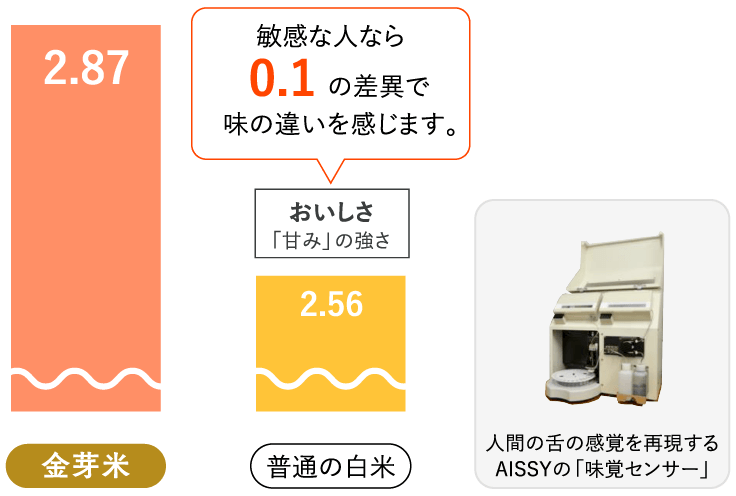 2.87
敏感な人なら
0.1 の差異で
味の違いを感じます。
おいしさ
「甘み」の強さ
2.56
金芽米
普通の白米
人間の舌の感覚を再現する
AISSYの「味覚センサー」